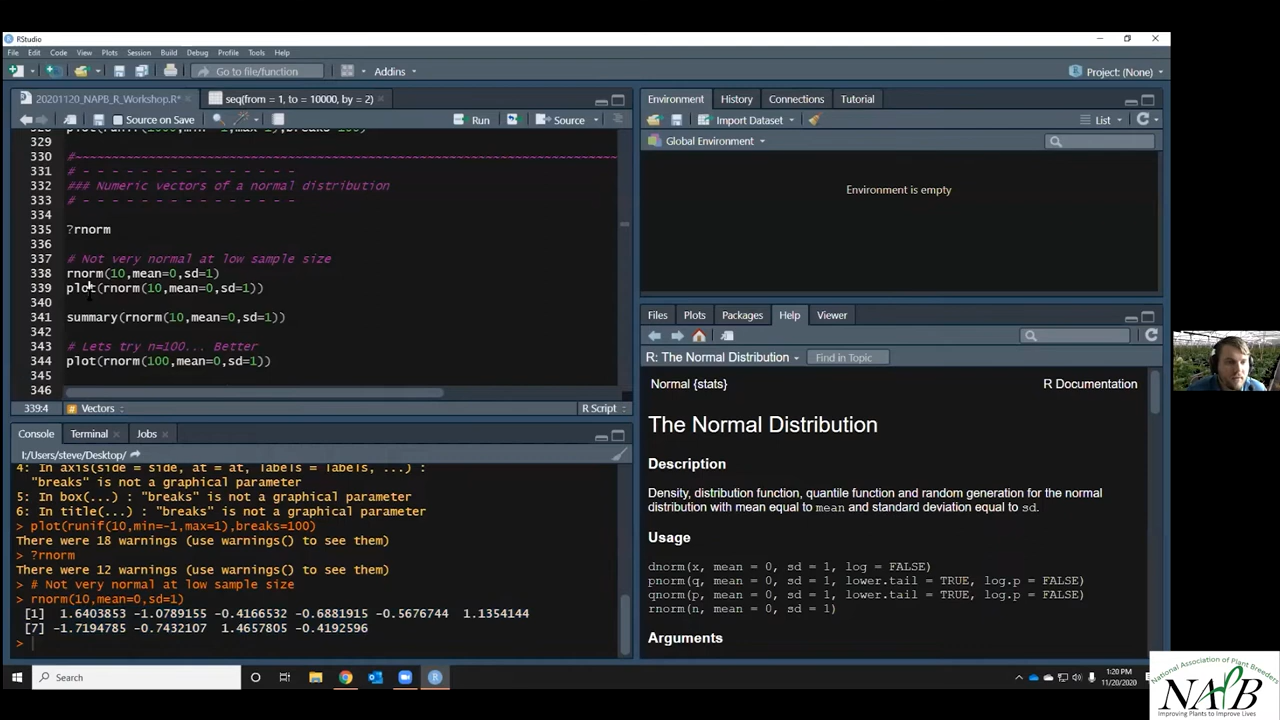 RStudio
File Edit Code View Plots Session Build Debug Profile Tools Help
Go to file/function Addins Project: (None)
20201120_NAPB_R_Workshop.R* seq(from = 1, to = 10000, by = 2)
Source on Save Run Source
329
330 #~~~~~~~~~~~~~~~~~~~~~~~~~~~~~~~~~~~~~~~~~~~~~~~~~~~~~~~~~~~~~~~~~~~~~~~~~~~
331 # - - - - - - - - - - - - - - -
332 ### Numeric vectors of a normal distribution
333 # - - - - - - - - - - - - - - -
334
335 ?rnorm
336
337 # Not very normal at low sample size
338 rnorm(10,mean=0,sd=1)
339 plot(rnorm(10,mean=0,sd=1))
340
341 summary(rnorm(10,mean=0,sd=1))
342
343 # Lets try n=100... Better
344 plot(rnorm(100,mean=0,sd=1))
345
346
339:4 Vectors R Script
Console Terminal Jobs
I:/Users/steve/Desktop/
4: In axis(side = side, at = at, labels = labels, ...) :
"breaks" is not a graphical parameter
5: In box(...) : "breaks" is not a graphical parameter
6: In title(...) : "breaks" is not a graphical parameter
> plot(runif(10,min=-1,max=1),breaks=100)
There were 18 warnings (use warnings() to see them)
> ?rnorm
There were 12 warnings (use warnings() to see them)
> # Not very normal at low sample size
> rnorm(10,mean=0,sd=1)
[1] 1.6403853 -1.0789155 -0.4166532 -0.6881915 -0.5676744 1.1354144
[7] -1.7194785 -0.7432107 1.4657805 -0.4192596
>
Environment History Connections Tutorial
Import Dataset List
Global Environment
Environment is empty
Files Plots Packages Help Viewer
R: The Normal Distribution Find in Topic
Normal {stats} R Documentation
The Normal Distribution
Description
Density, distribution function, quantile function and random generation for the normal
distribution with mean equal to mean and standard deviation equal to sd.
Usage
dnorm(x, mean = 0, sd = 1, log = FALSE)
pnorm(q, mean = 0, sd = 1, lower.tail = TRUE, log.p = FALSE)
qnorm(p, mean = 0, sd = 1, lower.tail = TRUE, log.p = FALSE)
rnorm(n, mean = 0, sd = 1)
Arguments
Search
1:20 PM
11/20/2020
National Association of Plant Breeders
NAPB
Improving Plants to Improve Lives